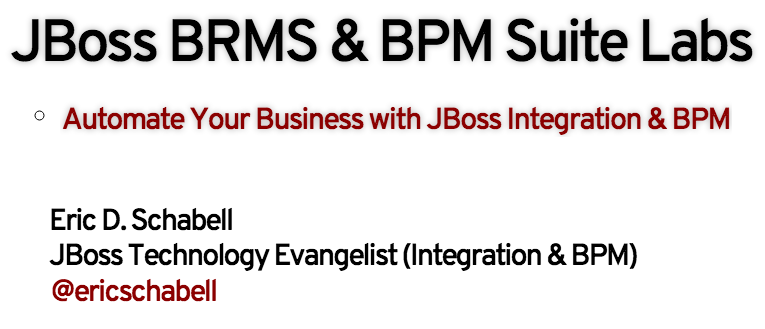 JBoss BRMS & BPM Suite Labs
Automate Your Business with JBoss Integration & BPM
Eric D. Schabell
JBoss Technology Evangelist (Integration & BPM)
@ericschabell